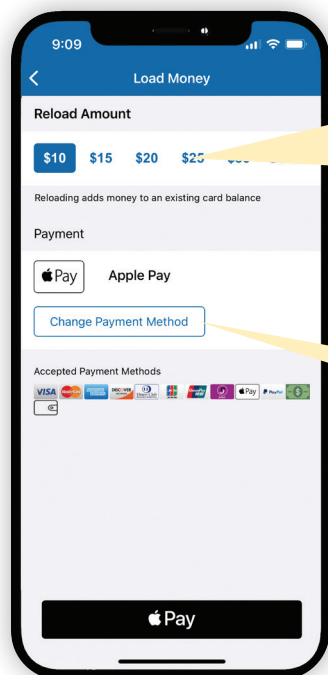 9:09
Load Money
Reload Amount
$10 $15 $20 $25
Reloading adds money to an existing card balance
Payment
Pay Apple Pay
Change Payment Method
Accepted Payment Methods
VISA DISCOVER Pay PayPal
Pay